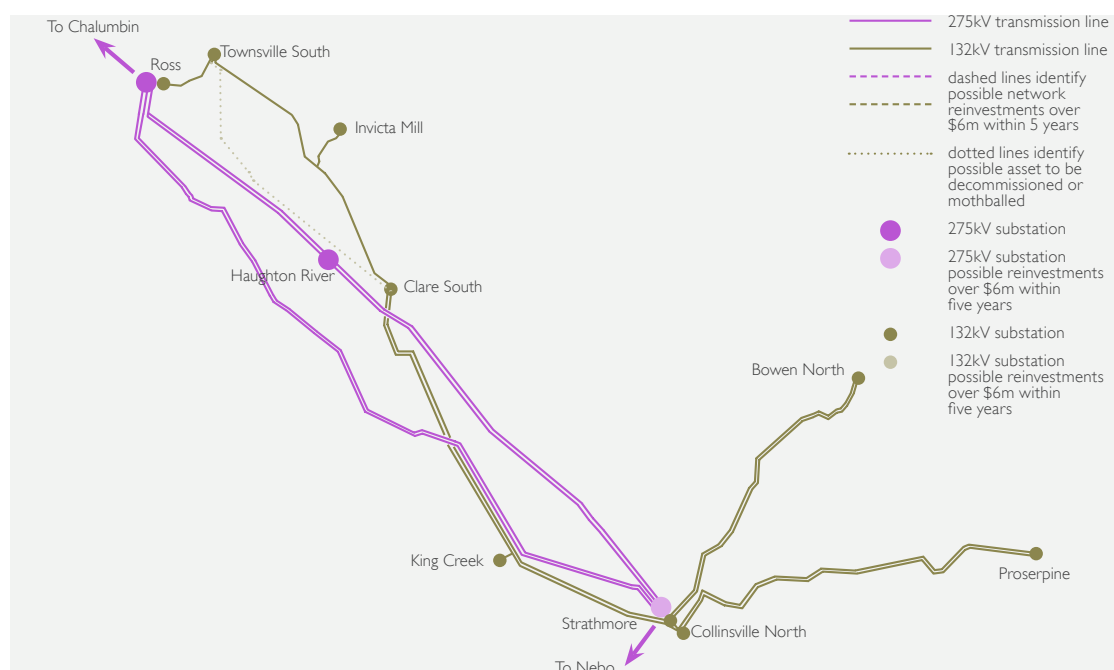 To Chalumbin
Ross
Townsville South
Invicta Mill
Haughton River
Clare South
Bowen North
King Creek
Proserpine
Strathmore
Collinsville North
To Nebo
275kV transmission line
132kV transmission line
dashed lines identify
possible network
reinvestments over
$6m within 5 years
dotted lines identify
possible asset to be
decommissioned or
mothballed
275kV substation
275kV substation
possible reinvestments
over $6m within
five years
132kV substation
132kV substation
possible reinvestments
over $6m within
five years